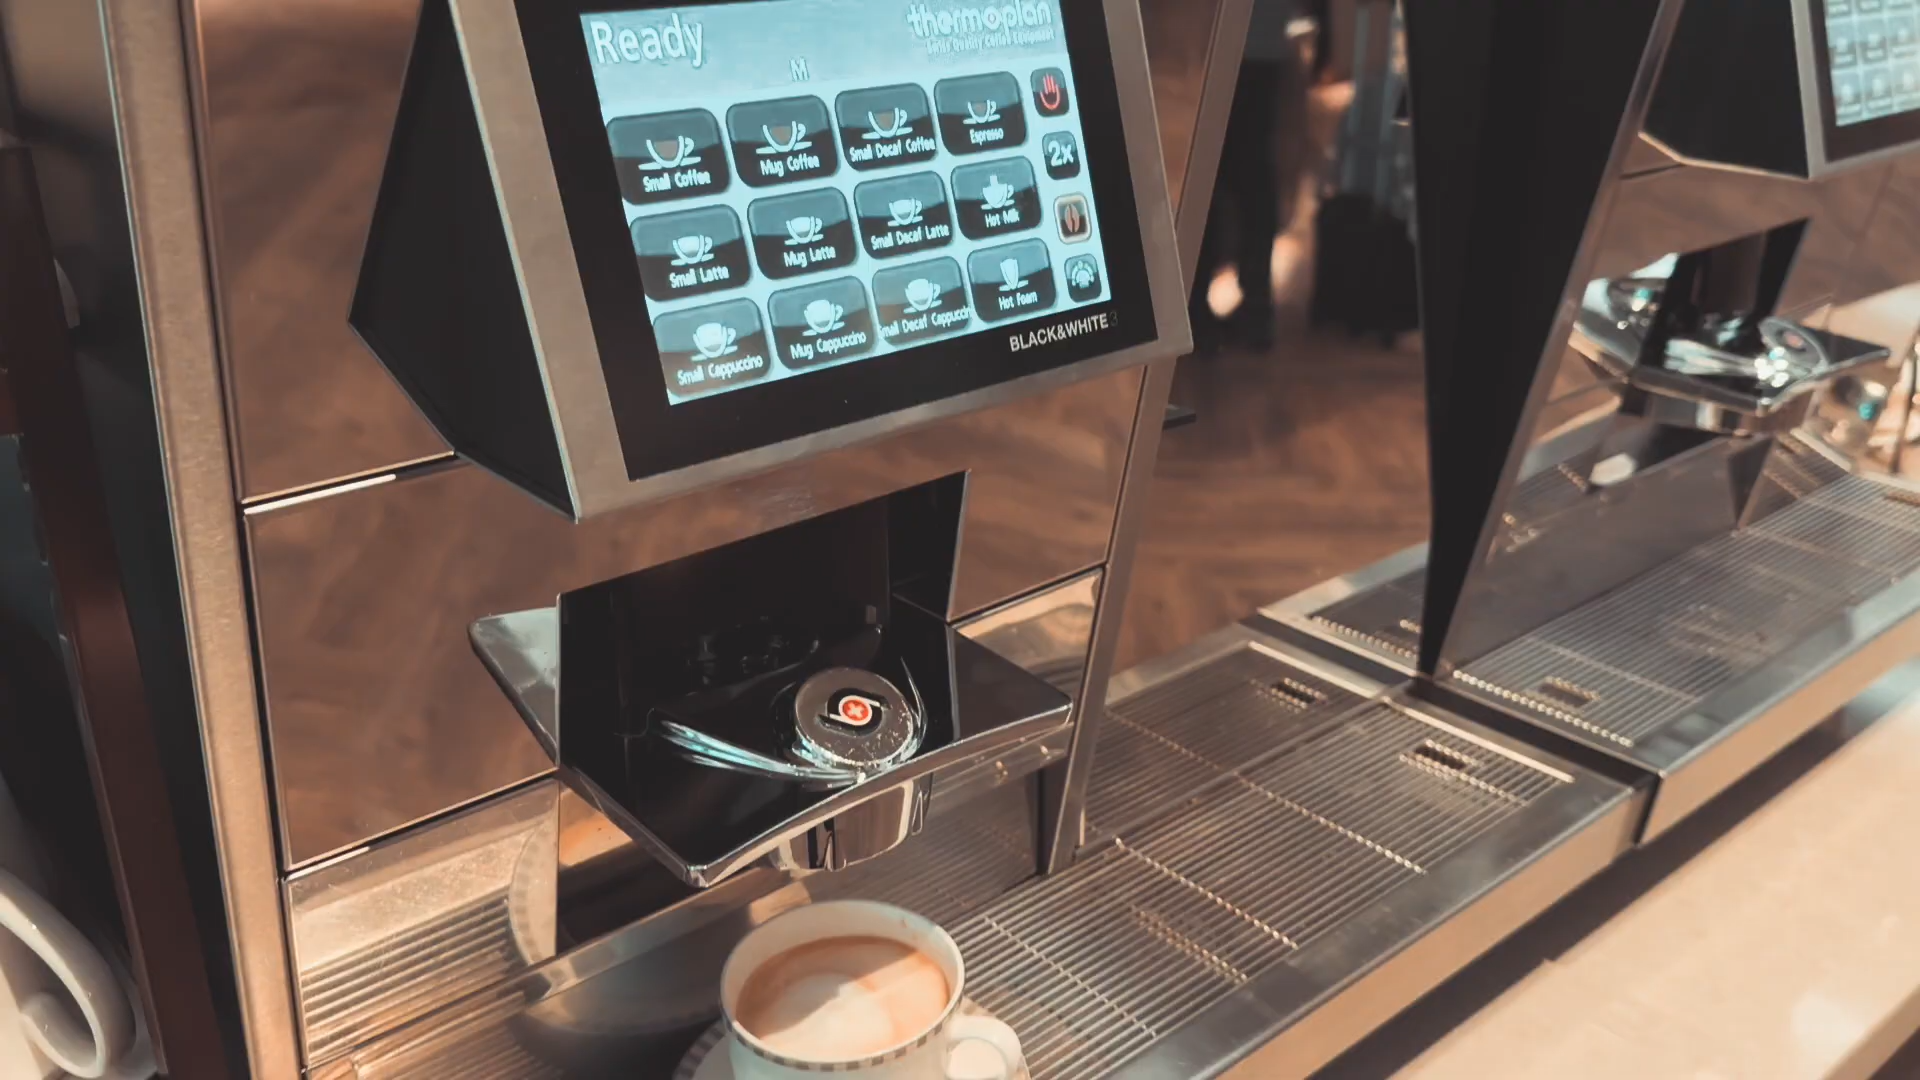 Ready
thermoplan
Swiss Quality Coffee Equipment
M
Small Coffee
Mug Coffee
Small Decaf Coffee
Espresso
2x
Small Latte
Mug Latte
Small Decaf Latte
Hot Milk
Small Cappuccino
Mug Cappuccino
Small Decaf Cappuccin
Hot Foam
BLACK&WHITE3